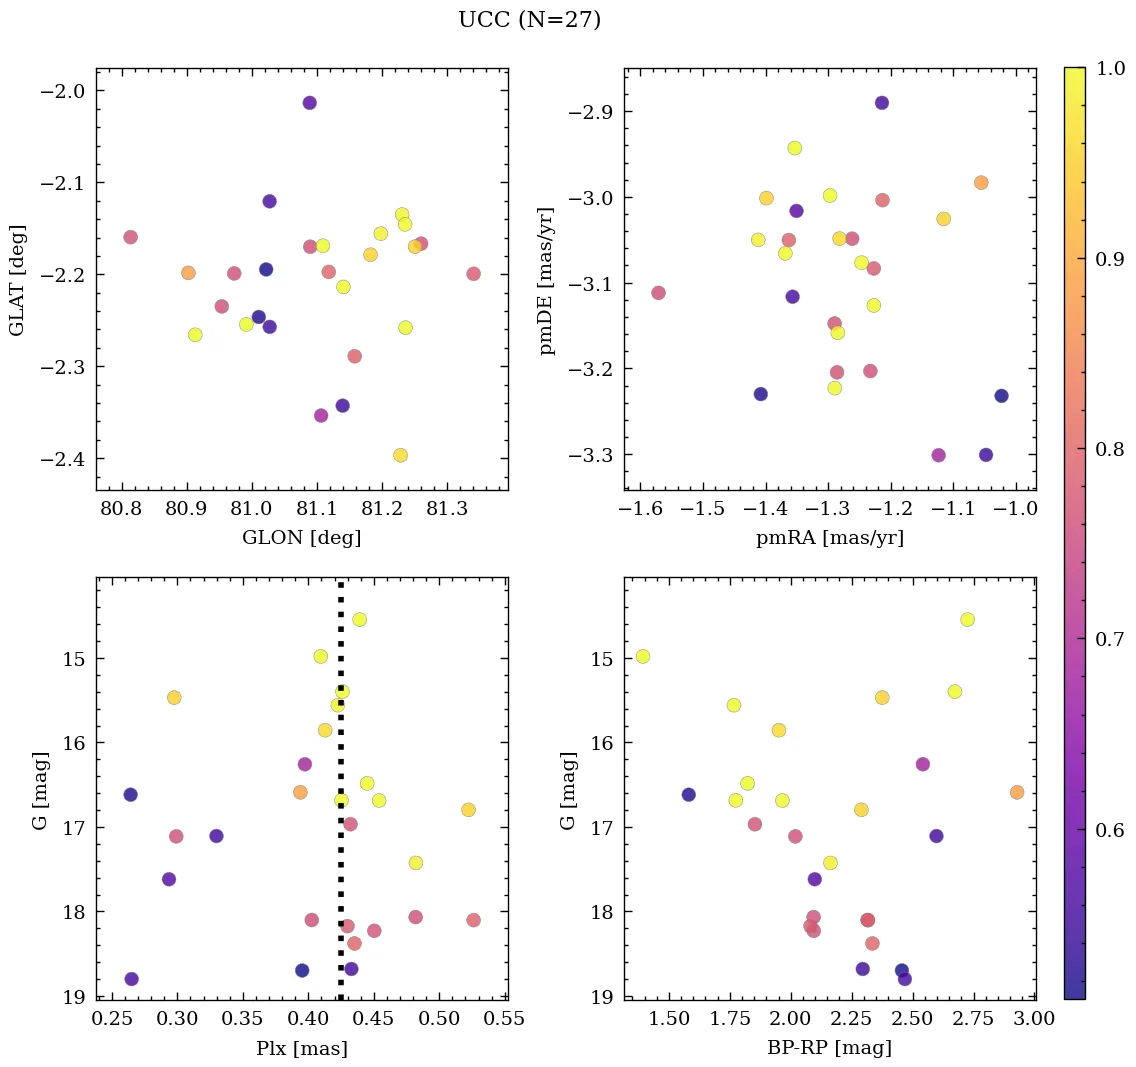 UCC (N=27)
−2.0
−2.1
−2.2
−2.3
−2.4
GLAT [deg]
80.8 80.9 81.0 81.1 81.2 81.3
GLON [deg]
−2.9
−3.0
−3.1
−3.2
−3.3
pmDE [mas/yr]
−1.6 −1.5 −1.4 −1.3 −1.2 −1.1 −1.0
pmRA [mas/yr]
1.0
0.9
0.8
0.7
0.6
15
16
17
18
19
G [mag]
0.25 0.30 0.35 0.40 0.45 0.50 0.55
Plx [mas]
15
16
17
18
19
G [mag]
1.50 1.75 2.00 2.25 2.50 2.75 3.00
BP-RP [mag]